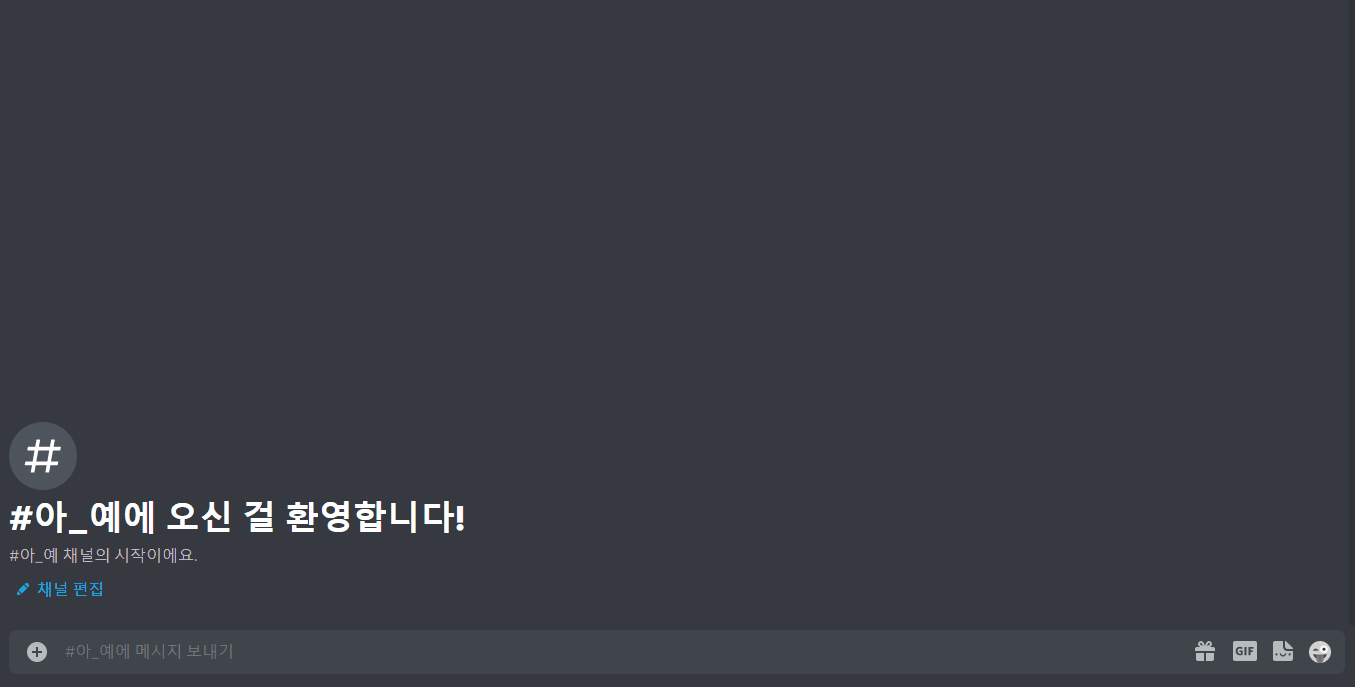 #아_예에 오신 걸 환영합니다!
#아_예 채널의 시작이에요.
채널 편집
#아_예에 메시지 보내기
GIF